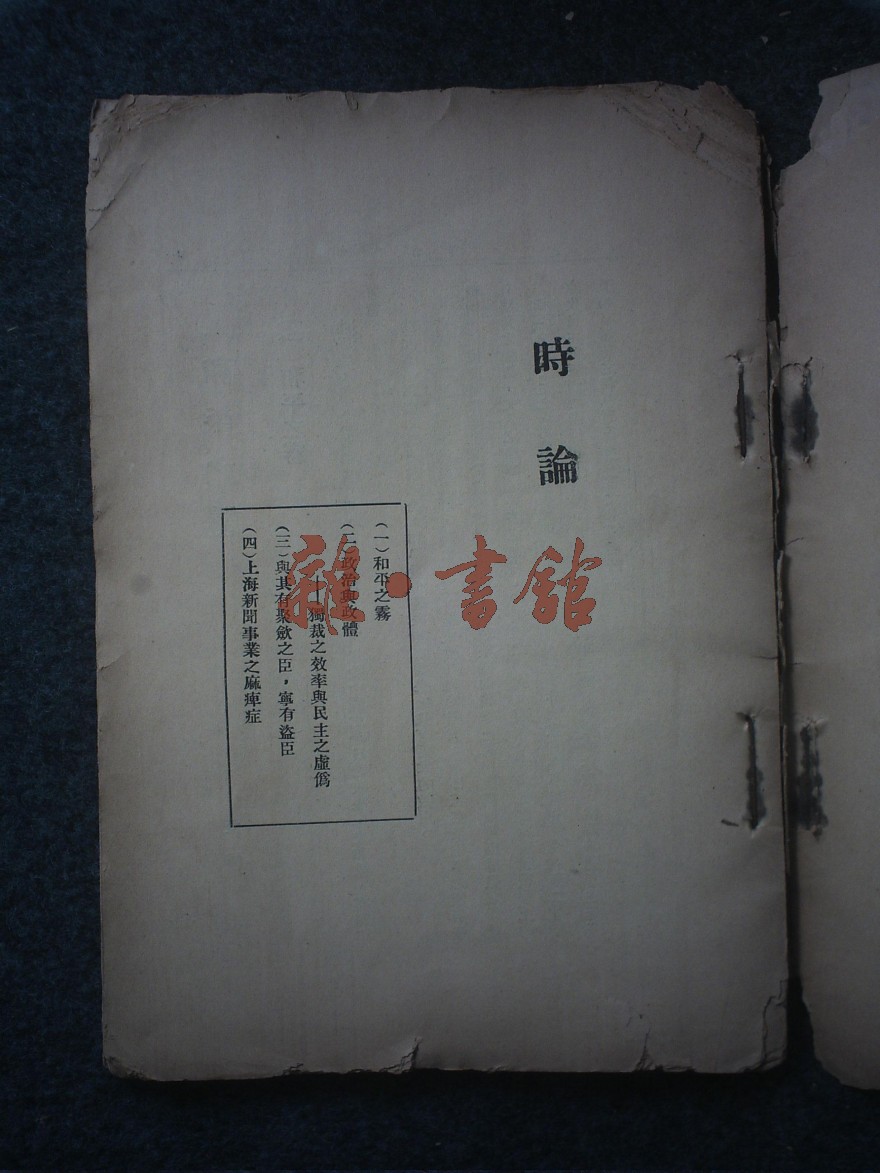 時論
(一)和平之霧
(二)政治與政體
——獨裁之效率與民主之虛僞
(三)與其有聚斂之臣，寧有盜臣
(四)上海新聞事業之麻痺症
雜·書館